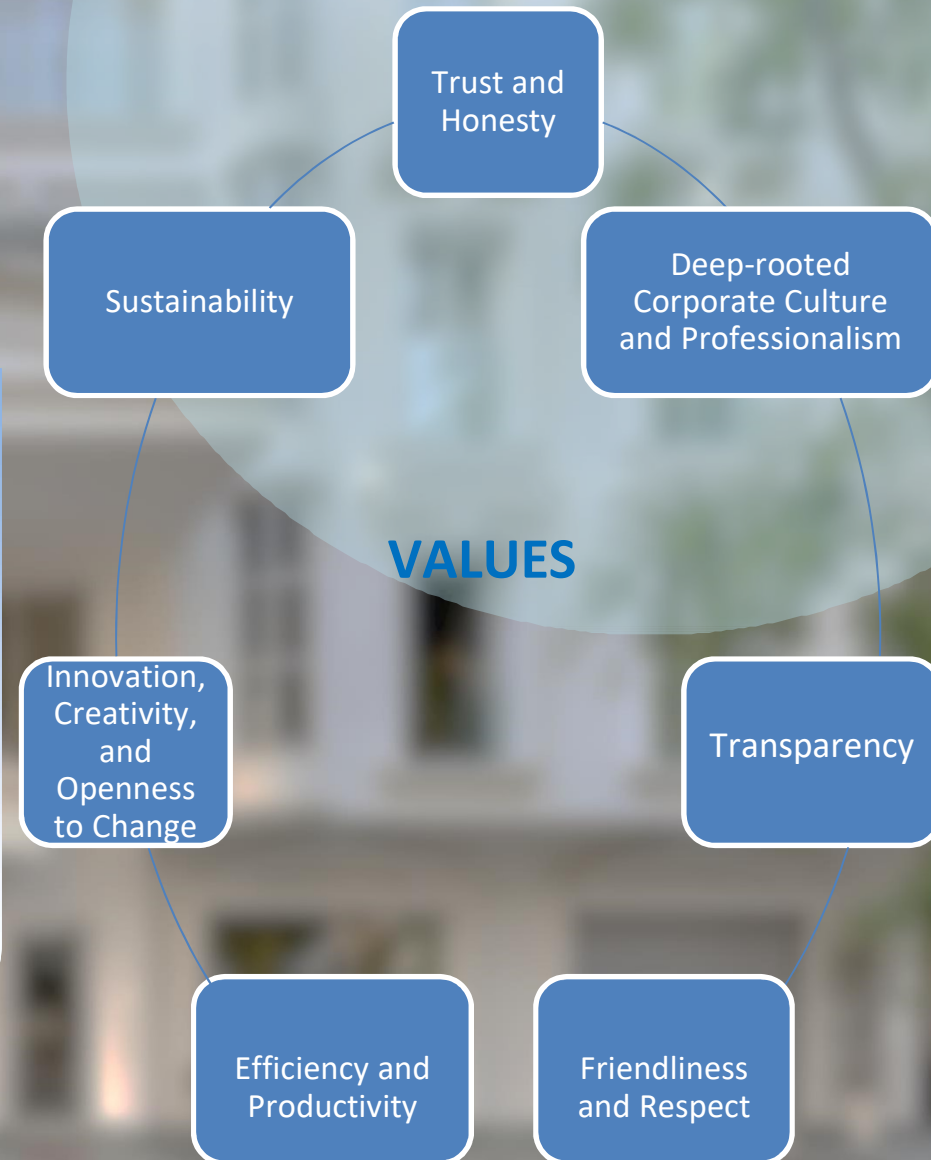 Trust and
Honesty
Sustainability
Deep-rooted
Corporate Culture
and Professionalism
VALUES
Innovation,
Creativity,
and
Openness
to Change
Transparency
Efficiency and
Productivity
Friendliness
and Respect